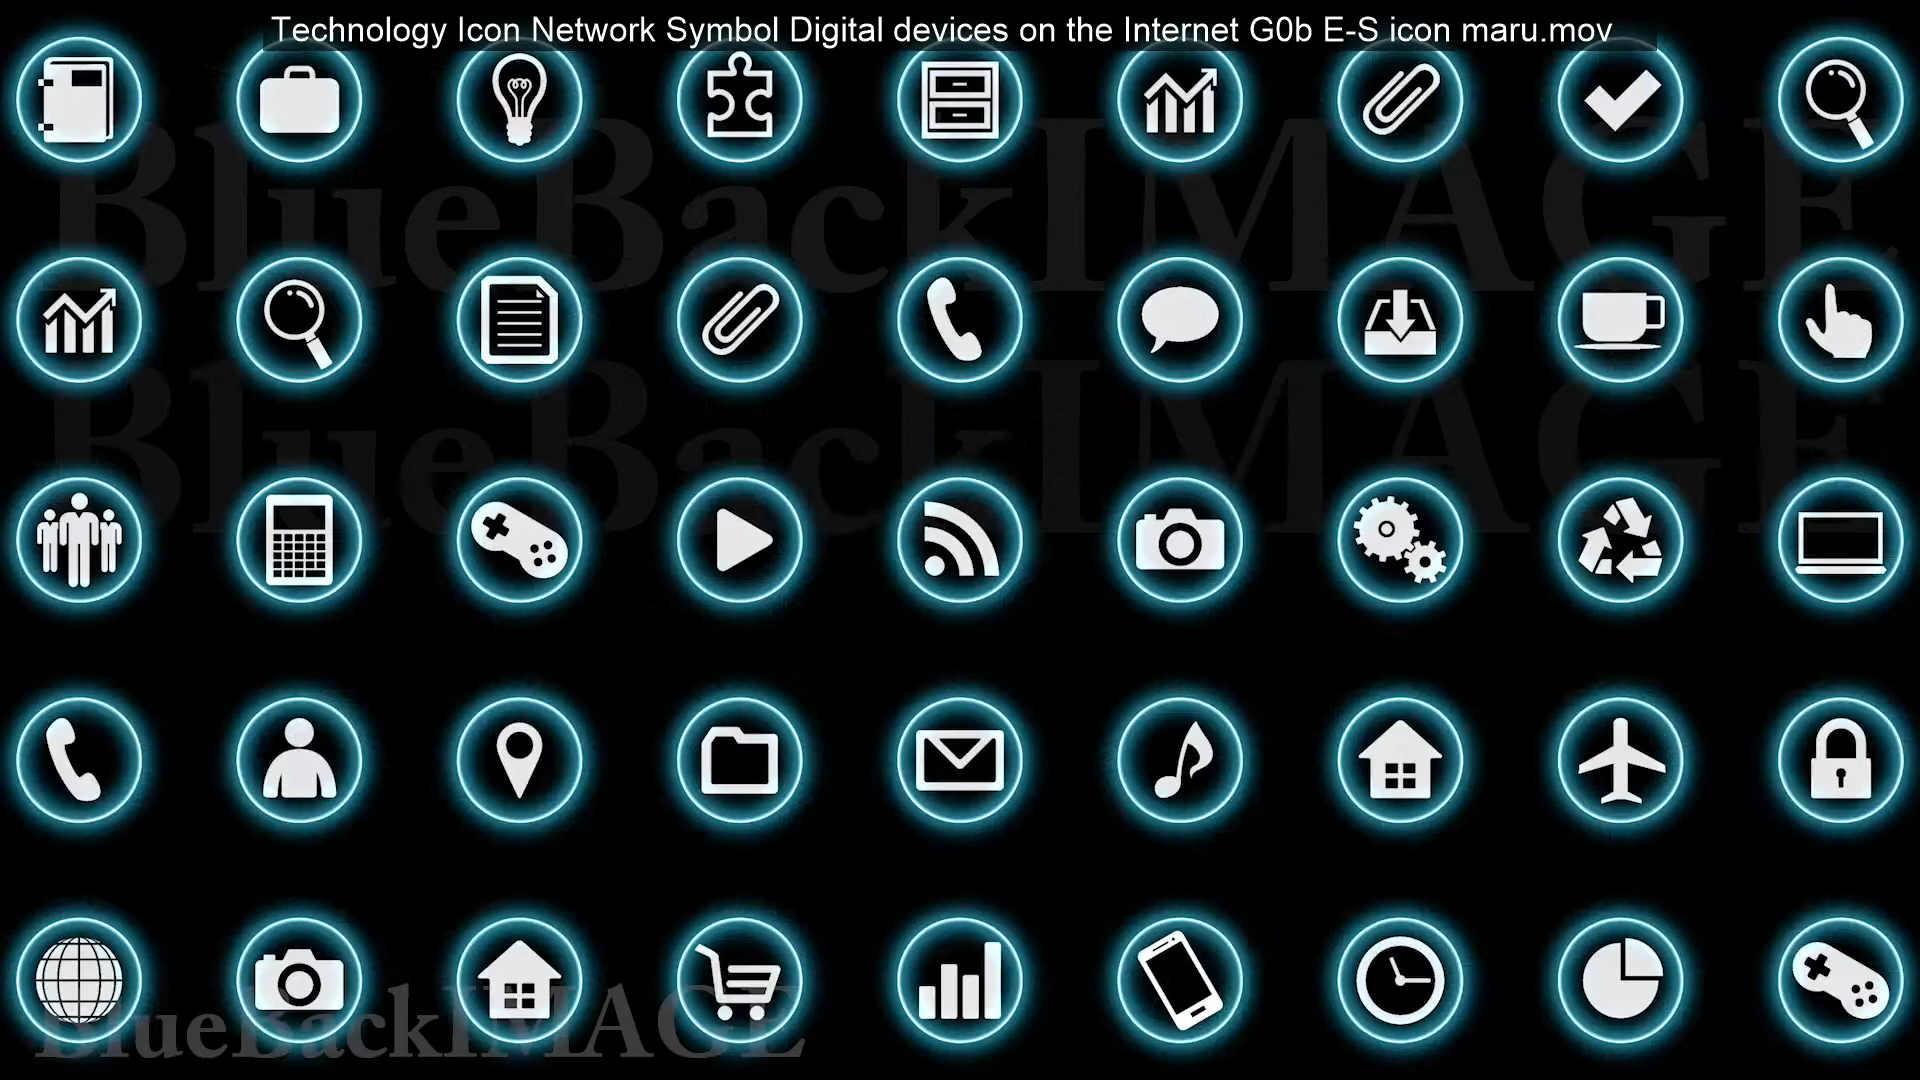 Technology Icon Network Symbol Digital devices on the Internet G0b E-S icon maru.mov
BlueBackIMAGE
BlueBackIMAGE
BlueBackIMAGE